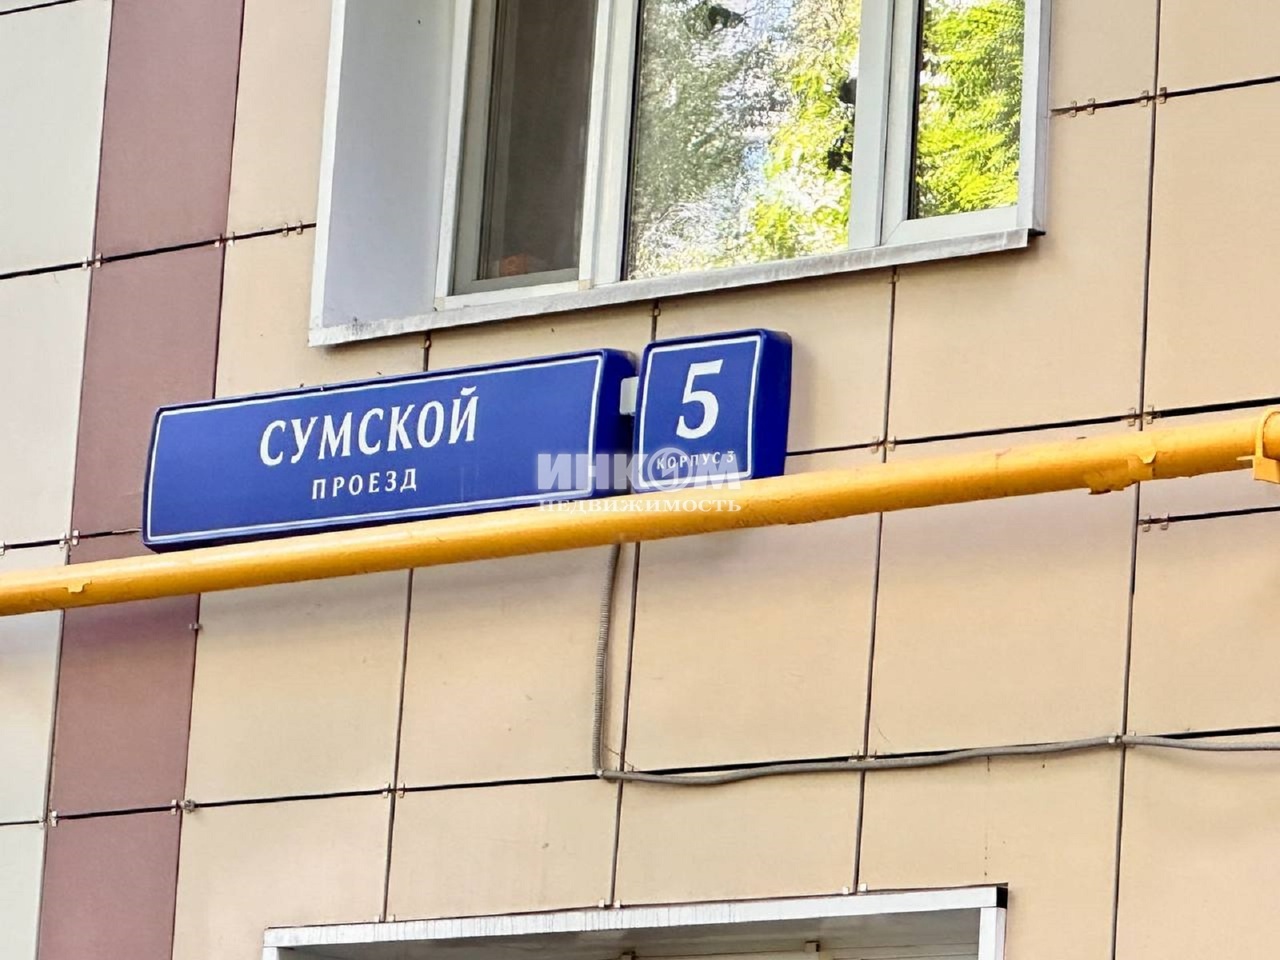 СУМСКОЙ
ПРОЕЗД
5
КОРПУС 3
ИНКОМ
НЕДВИЖИМОСТЬ